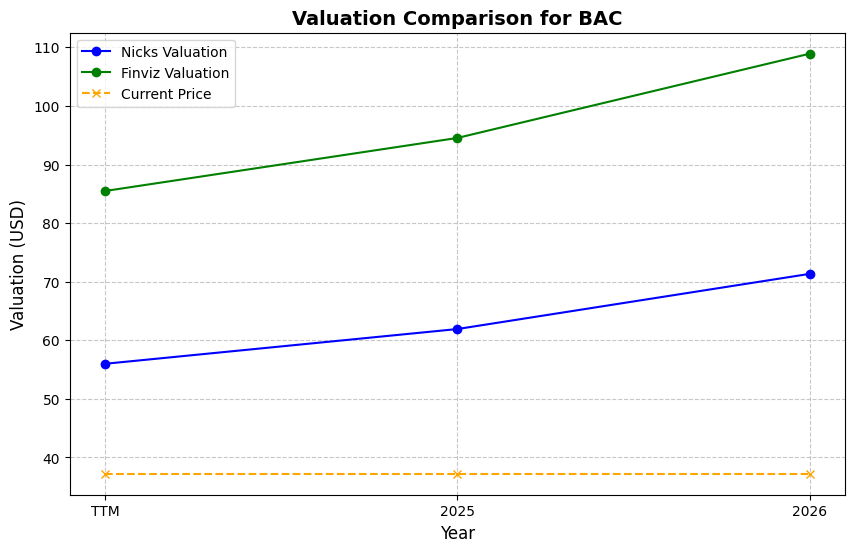 Valuation Comparison for BAC
Nicks Valuation
Finviz Valuation
Current Price
Valuation (USD)
110
100
90
80
70
60
50
40
TTM
2025
2026
Year